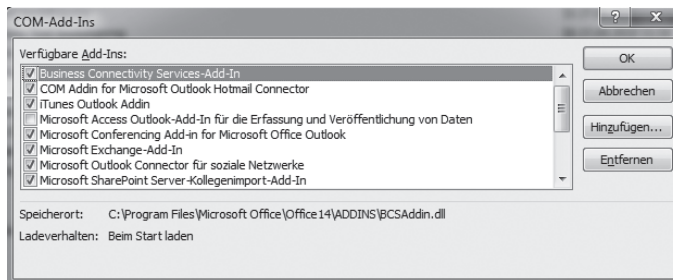 COM-Add-Ins
Verfügbare Add-Ins:
Business Connectivity Services-Add-In
COM Addin for Microsoft Outlook Hotmail Connector
iTunes Outlook Addin
Microsoft Access Outlook-Add-In für die Erfassung und Veröffentlichung von Daten
Microsoft Conferencing Add-in for Microsoft Office Outlook
Microsoft Exchange-Add-In
Microsoft Outlook Connector für soziale Netzwerke
Microsoft SharePoint Server-Kollegenimport-Add-In
OK
Abbrechen
Hinzufügen...
Entfernen
Speicherort: C:\Program Files\Microsoft Office\Office14\ADDINS\BCSAddin.dll
Ladeverhalten: Beim Start laden